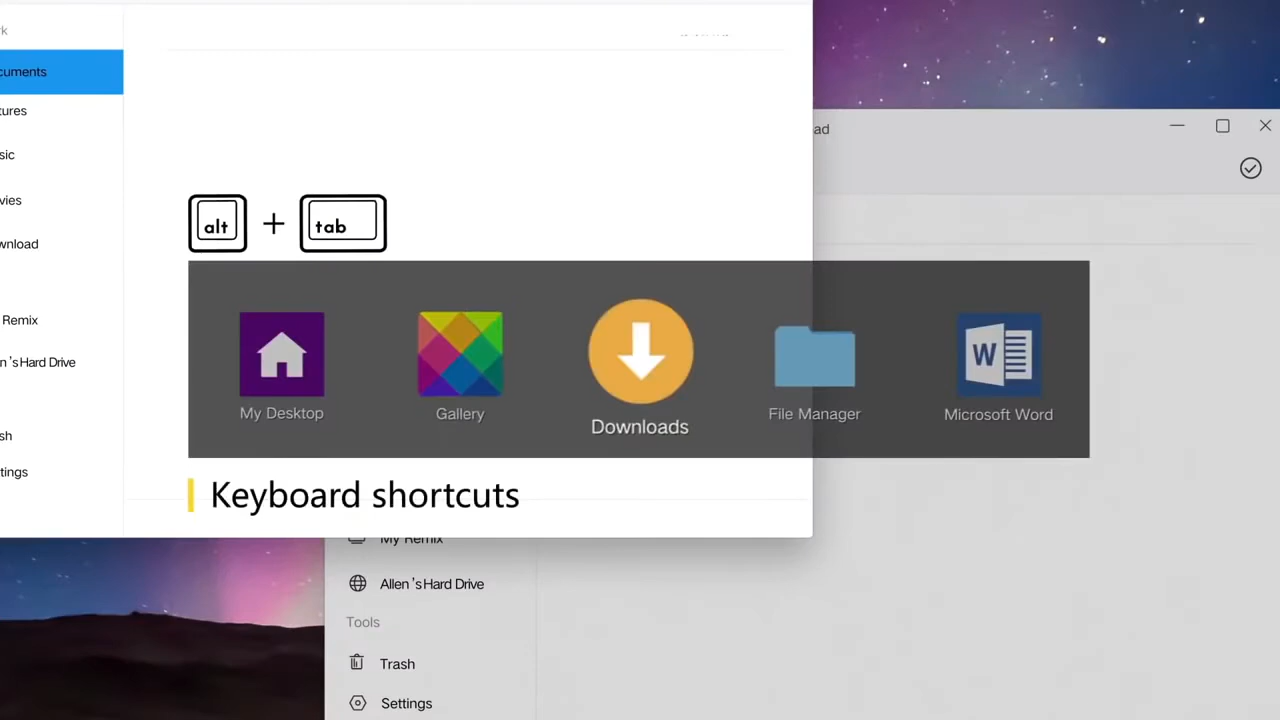 rk
cuments
tures
sic
vies
wnload
Remix
n's Hard Drive
sh
tings
ad
alt + tab
My Desktop
Gallery
Downloads
File Manager
W
Microsoft Word
Keyboard shortcuts
My Remix
Allen's Hard Drive
Tools
Trash
Settings